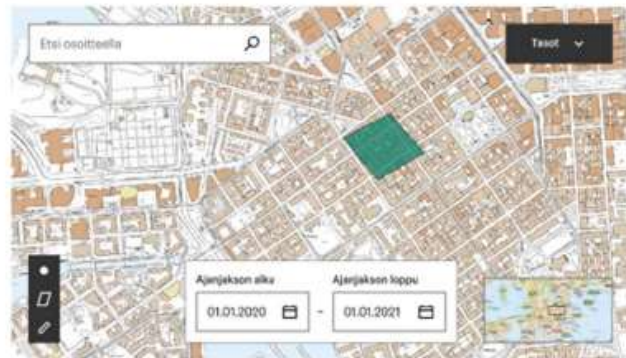 Etsi osoitteella
Tasot
Ajanjakson alku
Ajanjakson loppu
01.01.2020
–
01.01.2021